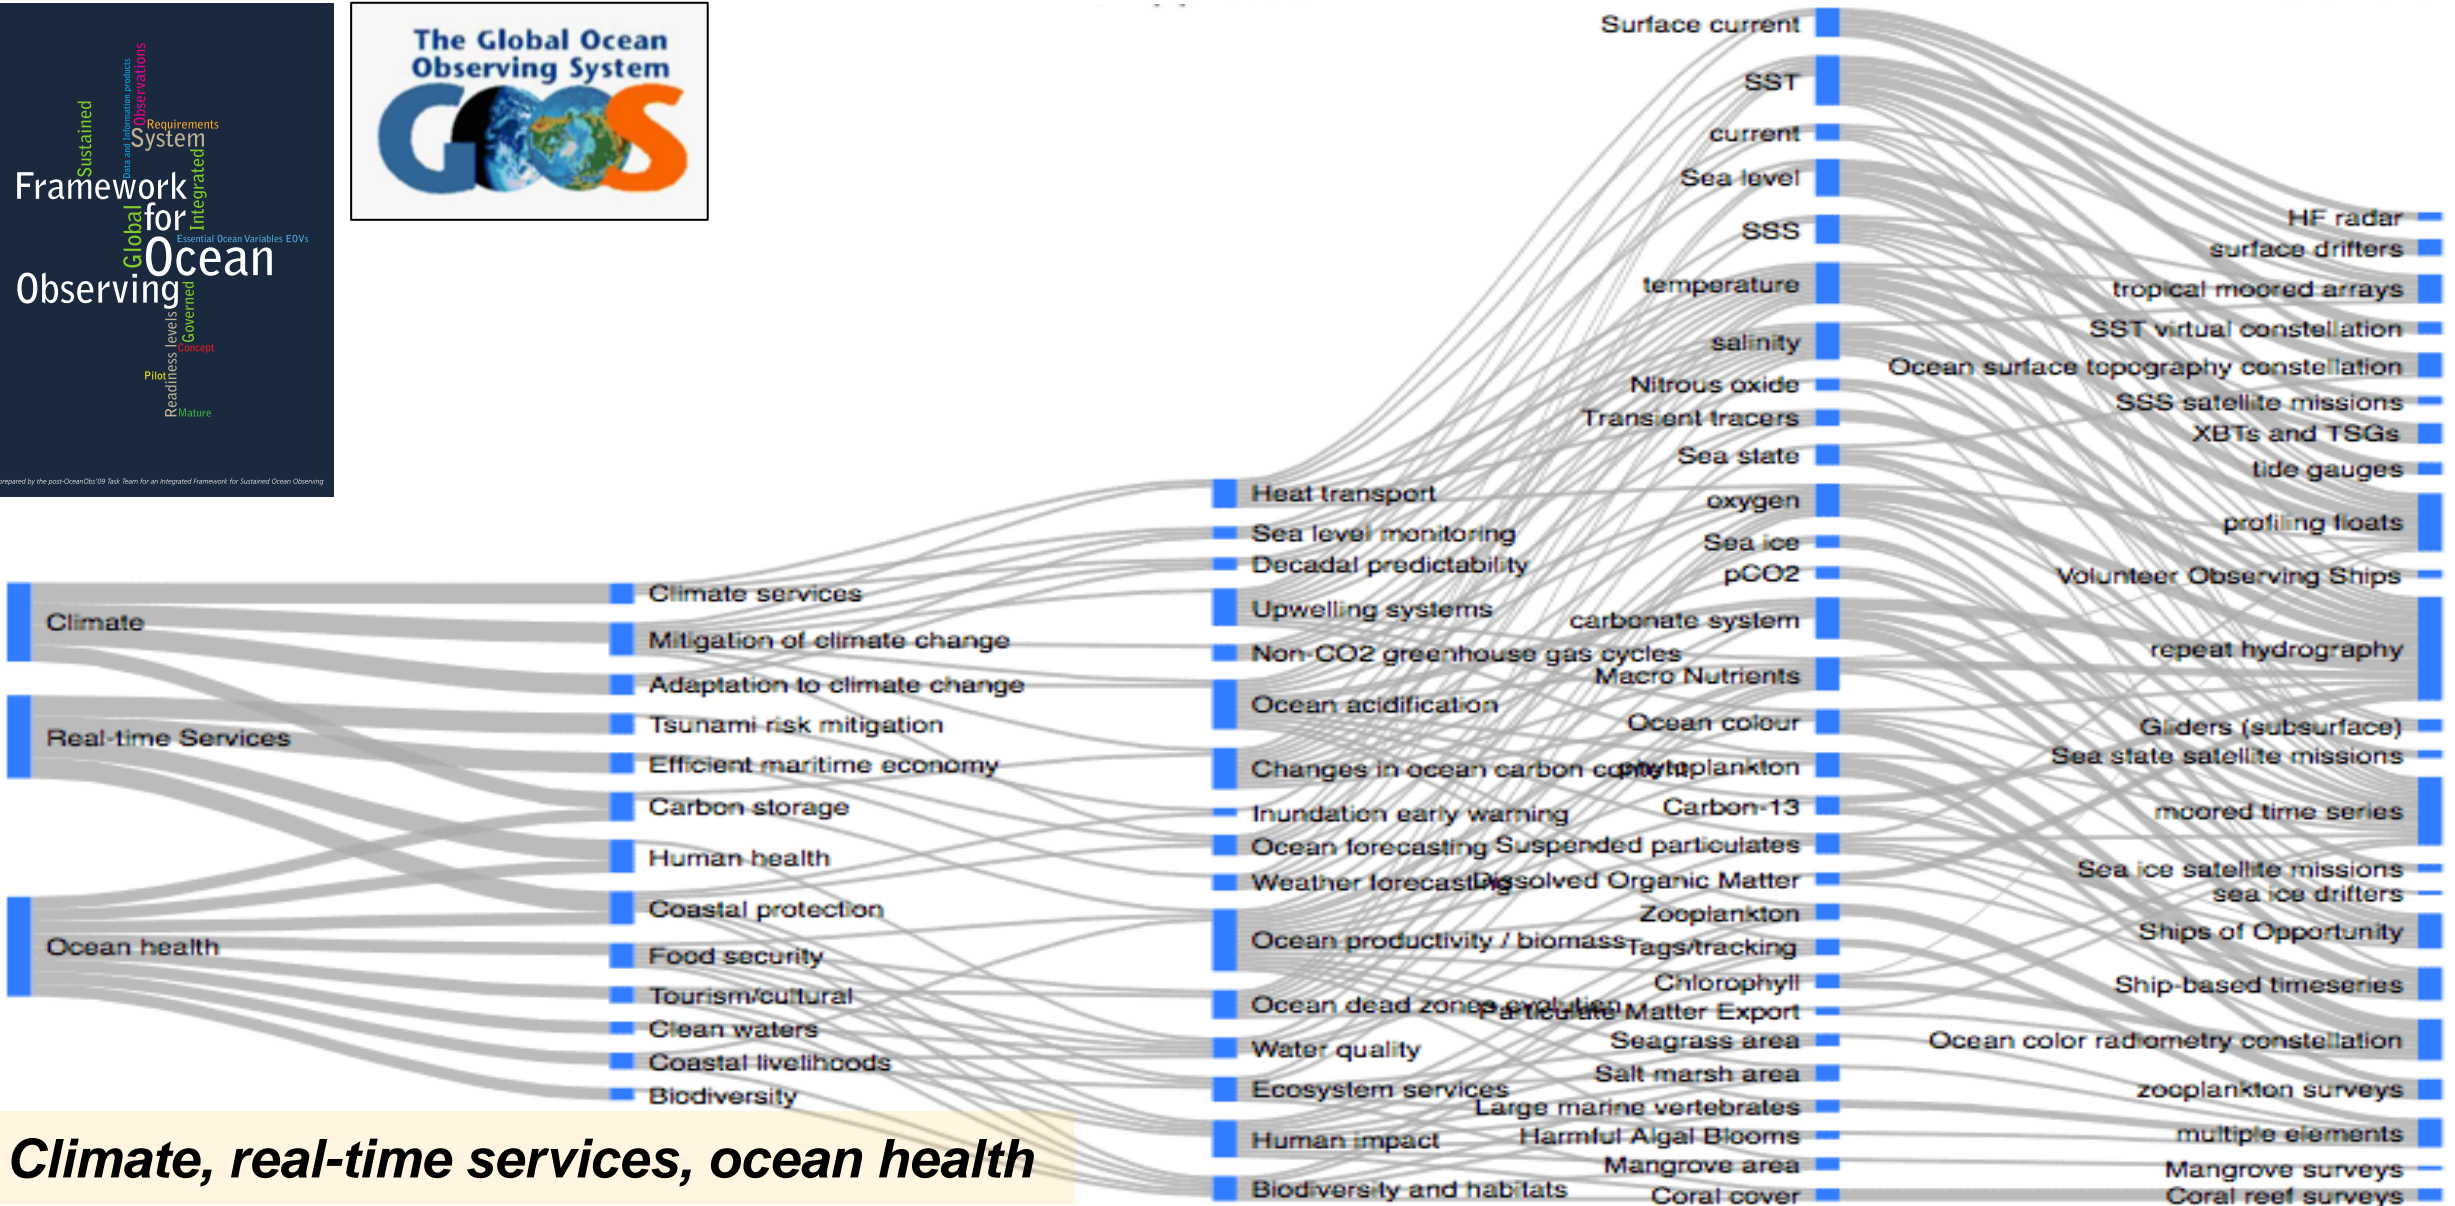 Observations
Data and Information products
Sustained
Requirements
System
Integrated
Framework
for
Global
Essential Ocean Variables EOVs
Ocean
Observing
Governed
Readiness levels
Concept
Pilot
Mature
prepared by the post-OceanObs'09 Task Team for an Integrated Framework for Sustained Ocean Observing
The Global Ocean
Observing System
GOOS
Climate
Real-time Services
Ocean health
Climate services
Mitigation of climate change
Adaptation to climate change
Tsunami risk mitigation
Efficient maritime economy
Carbon storage
Human health
Coastal protection
Food security
Tourism/cultural
Clean waters
Coastal livelihoods
Biodiversity
Heat transport
Sea level monitoring
Decadal predictability
Upwelling systems
Non-CO2 greenhouse gas cycles
Ocean acidification
Changes in ocean carbon content
Inundation early warning
Ocean forecasting
Weather forecasting
Ocean productivity / biomass
Ocean dead zones evolution
Water quality
Ecosystem services
Human impact
Biodiversity and habitats
Surface current
SST
current
Sea level
SSS
temperature
salinity
Nitrous oxide
Transient tracers
Sea state
oxygen
Sea ice
pCO2
carbonate system
Macro Nutrients
Ocean colour
phytoplankton
Carbon-13
Suspended particulates
Dissolved Organic Matter
Zooplankton
Tags/tracking
Chlorophyll
Particulate Matter Export
Seagrass area
Salt marsh area
Large marine vertebrates
Harmful Algal Blooms
Mangrove area
Coral cover
HF radar
surface drifters
tropical moored arrays
SST virtual constellation
Ocean surface topography constellation
SSS satellite missions
XBTs and TSGs
tide gauges
profiling floats
Volunteer Observing Ships
repeat hydrography
Gliders (subsurface)
Sea state satellite missions
moored time series
Sea ice satellite missions
sea ice drifters
Ships of Opportunity
Ship-based timeseries
Ocean color radiometry constellation
zooplankton surveys
multiple elements
Mangrove surveys
Coral reef surveys
Climate, real-time services, ocean health